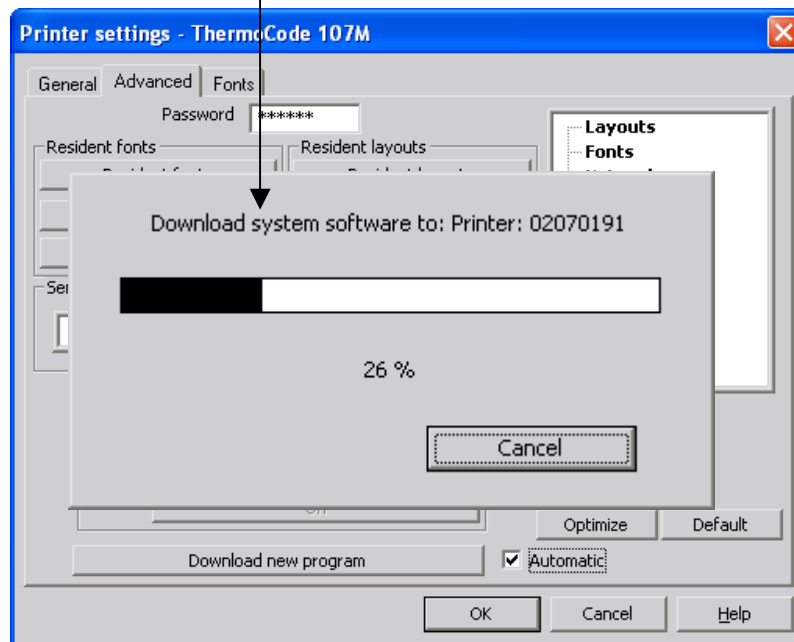 Printer settings - ThermoCode 107M
General Advanced Fonts
Password ******
Resident fonts Resident layouts Layouts
Fonts
Download system software to: Printer: 02070191
26 %
Cancel
Optimize Default
Download new program Automatic
OK Cancel Help